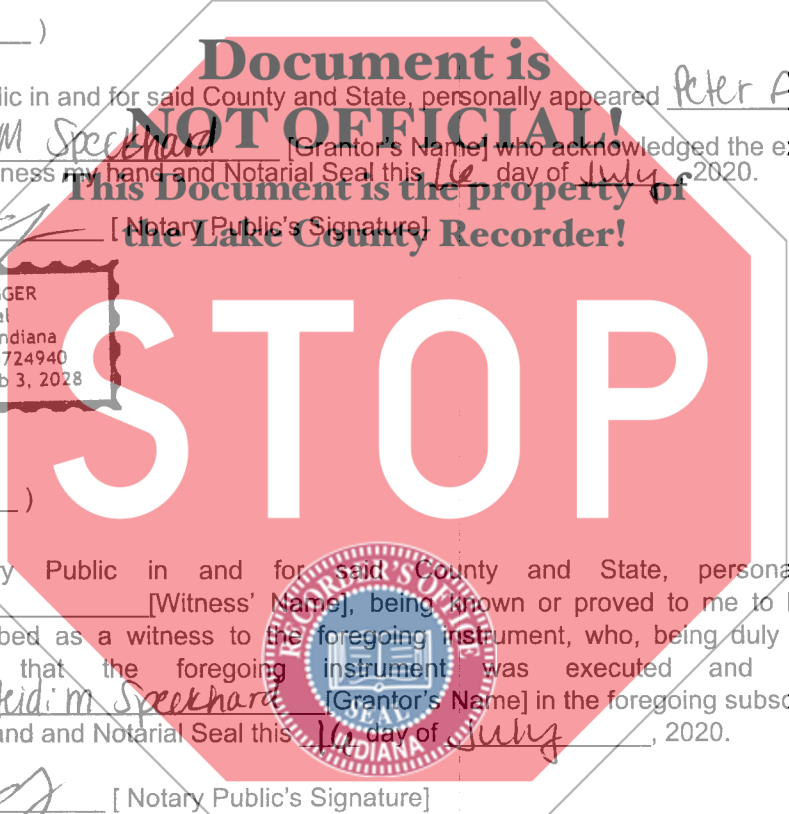 )
Document is
lic in and for said County and State, personally appeared Peter A
NOT OFFICIAL!
M Speckhard [Grantor's Name] who acknowledged the e
ness my hand and Notarial Seal this 16 day of July, 2020.
This Document is the property of
[ Notary Public's Signature]
the Lake County Recorder!
GER
al
ndiana
724940
b 3, 2028
STOP
)
ry Public in and for said County and State, persona
[Witness' Name], being known or proved to me to
bed as a witness to the foregoing instrument, who, being duly
that the foregoing instrument was executed and
eidi m Speckhard [Grantor's Name] in the foregoing subsc
and and Notarial Seal this 16 day of July, 2020.
RECORDER'S OFFICE
SEAL
INDIANA
[ Notary Public's Signature]